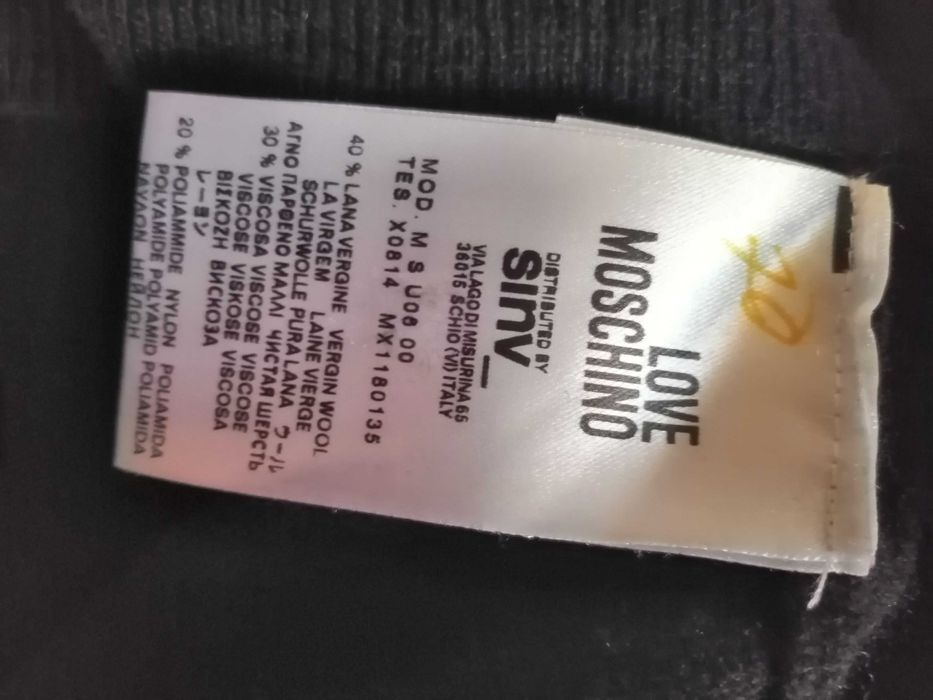 20
LOVE
MOSCHINO
DISTRIBUTED BY
sinv_
VIA LAGO DI MISURINA 65
36015 SCHIO (VI) ITALY
MOD. M S U06 00
TES. X0814 MX1180135
40 % LANA VERGINE VERGIN WOOL
LA VIRGEM LAINE VIERGE
SCHURWOLLE PURA LANA ウール
ΑΓΝΟ ΠΑΡΘΕΝΟ ΜΑΛΛΙ ЧИСТАЯ ШЕРСТЬ
30 % VISCOSA VISCOSE VISCOSE
VISCOSE VISKOSE VISCOSA
ΒΙΣΚΟΖΗ ВИСКОЗА
レーヨン
20 % POLIAMMIDE NYLON POLIAMIDA
POLYAMIDE POLYAMID POLIAMIDA
ΝΑΥΛΟΝ НЕЙЛОН